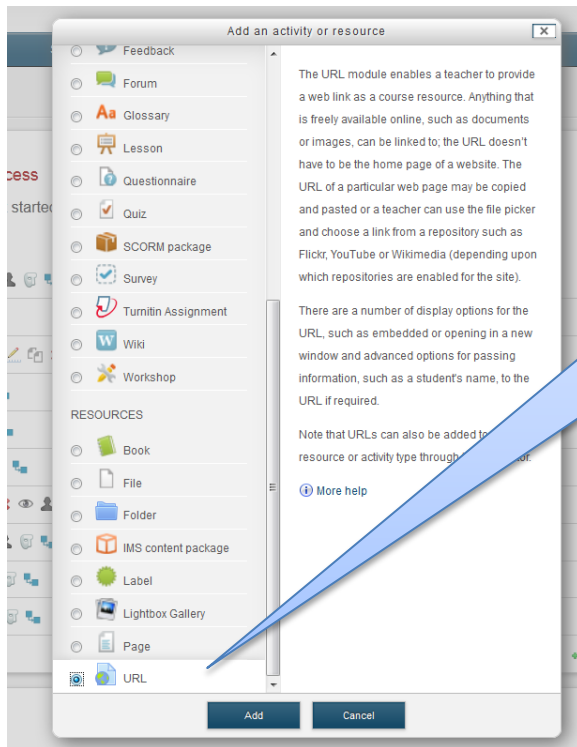 Add an activity or resource
Feedback
Forum
Glossary
Lesson
Questionnaire
Quiz
SCORM package
Survey
Turnitin Assignment
Wiki
Workshop
RESOURCES
Book
File
Folder
IMS content package
Label
Lightbox Gallery
Page
URL
The URL module enables a teacher to provide
a web link as a course resource. Anything that
is freely available online, such as documents
or images, can be linked to; the URL doesn't
have to be the home page of a website. The
URL of a particular web page may be copied
and pasted or a teacher can use the file picker
and choose a link from a repository such as
Flickr, YouTube or Wikimedia (depending upon
which repositories are enabled for the site).
There are a number of display options for the
URL, such as embedded or opening in a new
window and advanced options for passing
information, such as a student's name, to the
URL if required.
Note that URLs can also be added to
resource or activity type through
More help
Add
Cancel
cess
started